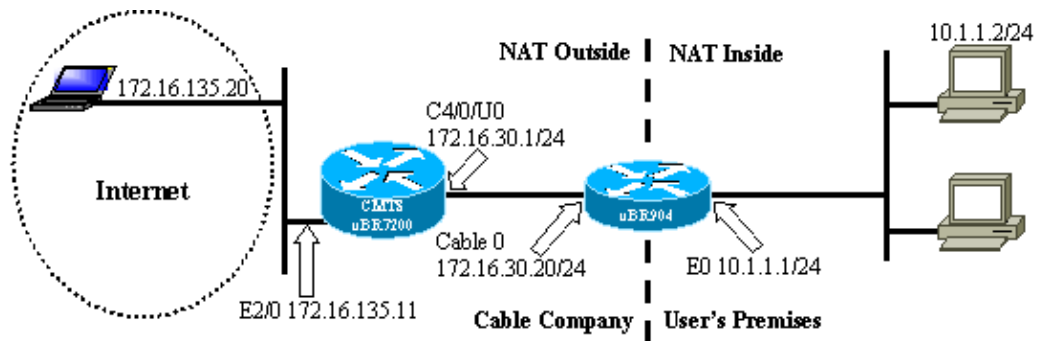 10.1.1.2/24
NAT Outside
NAT Inside
172.16.135.20
C4/0/U0
172.16.30.1/24
Internet
CMTS
uBR7200
uBR904
Cable 0
172.16.30.20/24
E0 10.1.1.1/24
E2/0 172.16.135.11
Cable Company
User's Premises